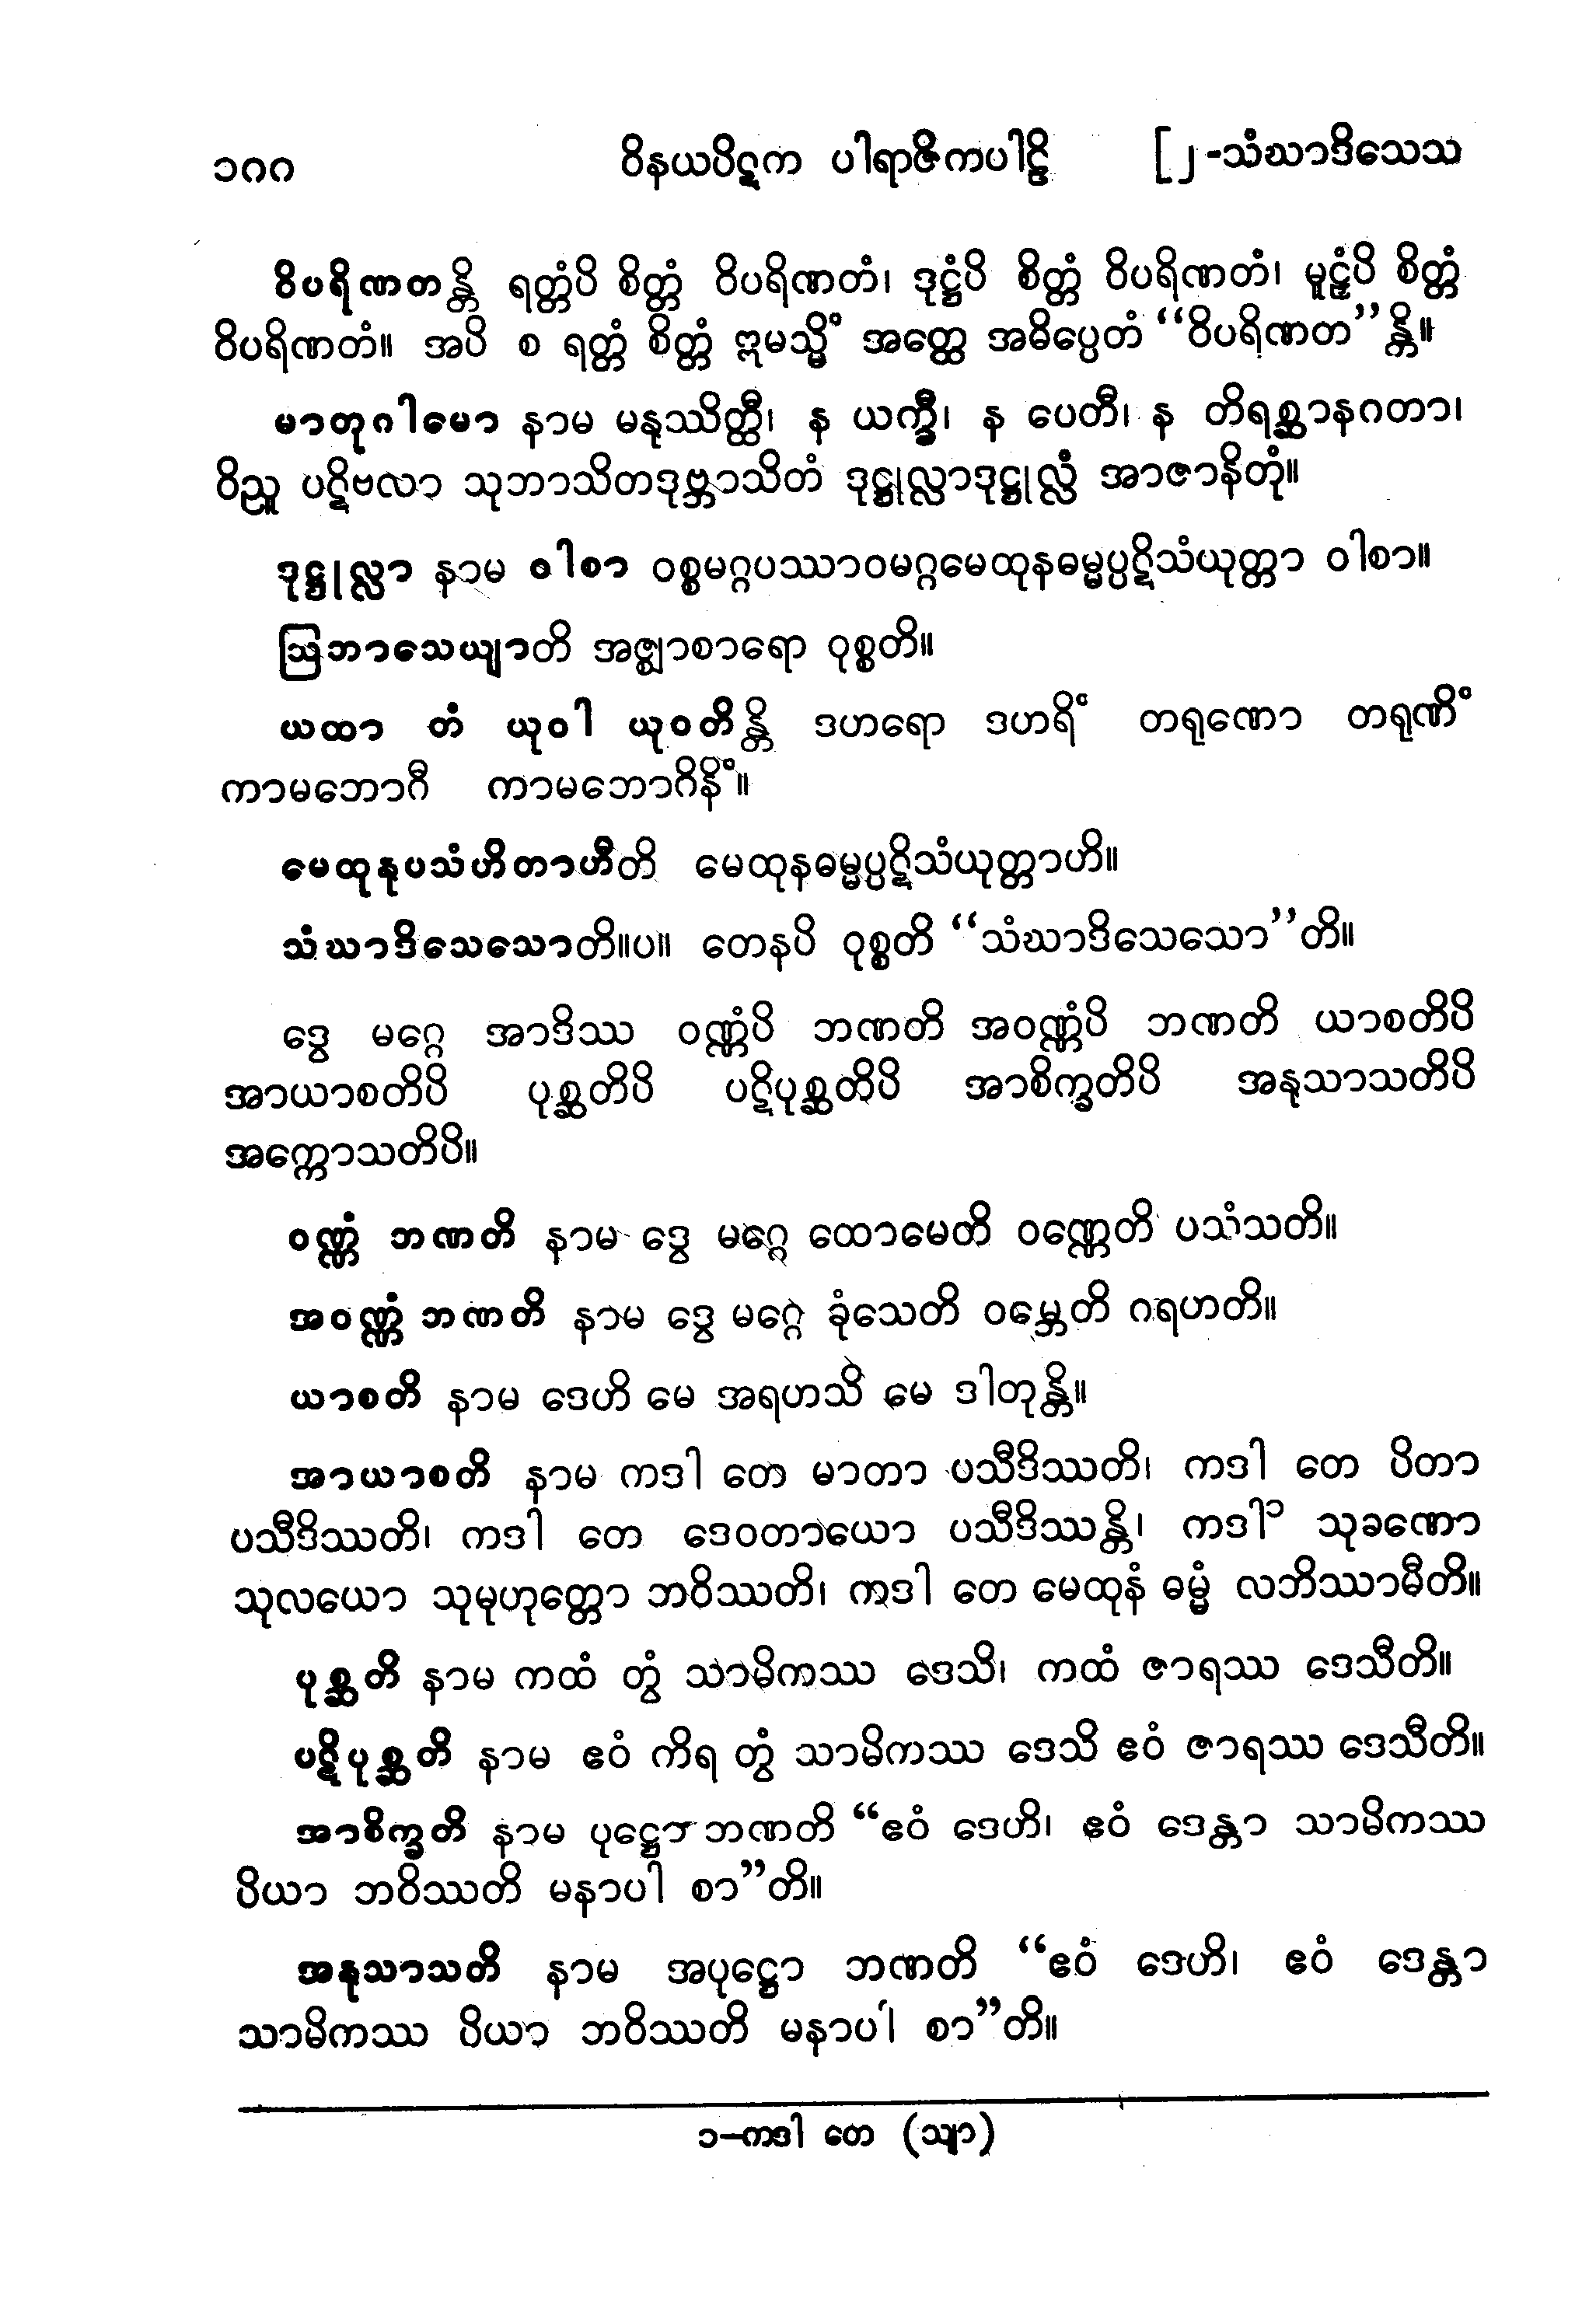 ၁၈၈ ဝိနယပိဋက ပါရာဇိကပါဠိ [၂-သံဃာဒိသေသ
ဝိပရိဏတန္တိ ရတ္တံပိ စိတ္တံ ဝိပရိဏတံ၊ ဒုဋ္ဌံပိ စိတ္တံ ဝိပရိဏတံ၊ မူဠှံပိ စိတ္တံ
ဝိပရိဏတံ။ အပိ စ ရတ္တံ စိတ္တံ ဣမသ္မိံ အတ္ထေ အဓိပ္ပေတံ “ဝိပရိဏတ”န္တိ။
မာတုဂါမော နာမ မနုဿိတ္ထီ၊ န ယက္ခီ၊ န ပေတီ၊ န တိရစ္ဆာနဂတာ၊
ဝိညူ ပဋိဗလာ သုဘာသိတဒုဗ္ဘာသိတံ ဒုဋ္ဌုလ္လာဒုဋ္ဌုလ္လံ အာဇာနိတုံ။
ဒုဋ္ဌုလ္လာ နာမ ဝါစာ ဝစ္စမဂ္ဂပဿာဝမဂ္ဂမေထုနဓမ္မပ္ပဋိသံယုတ္တာ ဝါစာ။
ဩဘာသေယျာတိ အဇ္ဈာစာရော ဝုစ္စတိ။
ယထာ တံ ယုဝါ ယုဝတိန္တိ ဒဟရော ဒဟရိံ တရုဏော တရုဏိံ
ကာမဘောဂီ ကာမဘောဂိနိံ။
မေထုနုပသံဟိတာဟီတိ မေထုနဓမ္မပ္ပဋိသံယုတ္တာဟိ။
သံဃာဒိသေသောတိ။ပ။ တေနပိ ဝုစ္စတိ “သံဃာဒိသေသော”တိ။
ဒွေ မဂ္ဂေ အာဒိဿ ဝဏ္ဏံပိ ဘဏတိ အဝဏ္ဏံပိ ဘဏတိ ယာစတိပိ
အာယာစတိပိ ပုစ္ဆတိပိ ပဋိပုစ္ဆတိပိ အာစိက္ခတိပိ အနုသာသတိပိ
အက္ကောသတိပိ။
ဝဏ္ဏံ ဘဏတိ နာမ ဒွေ မဂ္ဂေ ထောမေတိ ဝဏ္ဏေတိ ပသံသတိ။
အဝဏ္ဏံ ဘဏတိ နာမ ဒွေ မဂ္ဂေ ခုံသေတိ ဝမ္ဘေတိ ဂရဟတိ။
ယာစတိ နာမ ဒေဟိ မေ အရဟသိ မေ ဒါတုန္တိ။
အာယာစတိ နာမ ကဒါ တေ မာတာ ပသီဒိဿတိ၊ ကဒါ တေ ပိတာ
ပသီဒိဿတိ၊ ကဒါ တေ ဒေဝတာယော ပသီဒိဿန္တိ၊ ကဒါ၁ သုခဏော
သုလယော သုမုဟုတ္တော ဘဝိဿတိ၊ ကဒါ တေ မေထုနံ ဓမ္မံ လဘိဿာမီတိ။
ပုစ္ဆတိ နာမ ကထံ တွံ သာမိကဿ ဒေသိ၊ ကထံ ဇာရဿ ဒေသီတိ။
ပဋိပုစ္ဆတိ နာမ ဧဝံ ကိရ တွံ သာမိကဿ ဒေသိ ဧဝံ ဇာရဿ ဒေသီတိ။
အာစိက္ခတိ နာမ ပုဋ္ဌော ဘဏတိ “ဧဝံ ဒေဟိ၊ ဧဝံ ဒေန္တာ သာမိကဿ
ပိယာ ဘဝိဿတိ မနာပါ စာ”တိ။
အနုသာသတိ နာမ အပုဋ္ဌော ဘဏတိ “ဧဝံ ဒေဟိ၊ ဧဝံ ဒေန္တာ
သာမိကဿ ပိယာ ဘဝိဿတိ မနာပါ စာ”တိ။
၁–ကဒါ တေ (သျာ)